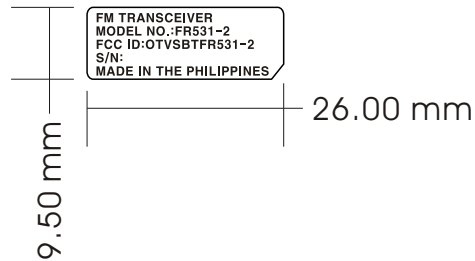 FM TRANSCEIVER
MODEL NO.:FR531-2
FCC ID:OTVSBTFR531-2
S/N:
MADE IN THE PHILIPPINES
26.00 mm
9.50 mm